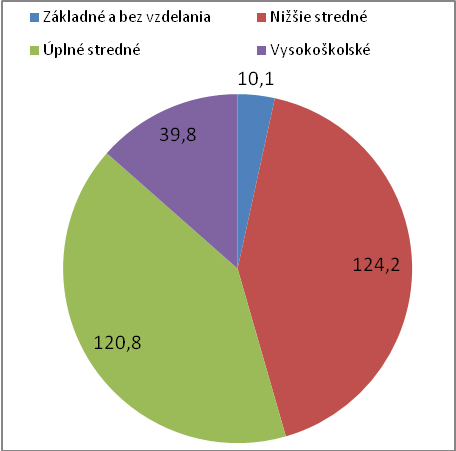 Základné a bez vzdelania Nižšie stredné
Úplné stredné Vysokoškolské
10,1
39,8
124,2
120,8